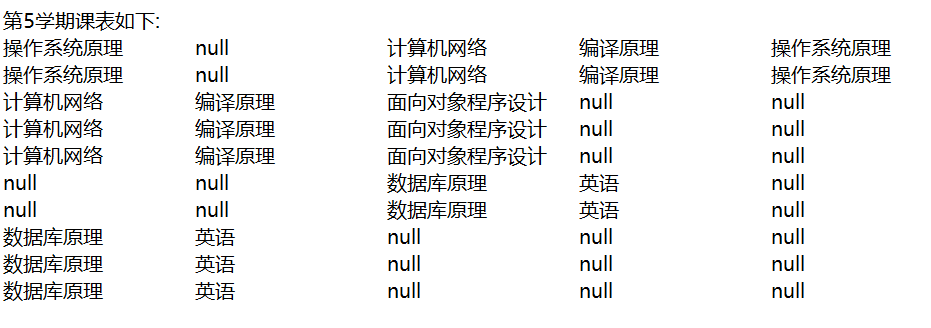 第5学期课表如下:
操作系统原理 null 计算机网络 编译原理 操作系统原理
操作系统原理 null 计算机网络 编译原理 操作系统原理
计算机网络 编译原理 面向对象程序设计 null null
计算机网络 编译原理 面向对象程序设计 null null
计算机网络 编译原理 面向对象程序设计 null null
null null 数据库原理 英语 null
null null 数据库原理 英语 null
数据库原理 英语 null null null
数据库原理 英语 null null null
数据库原理 英语 null null null